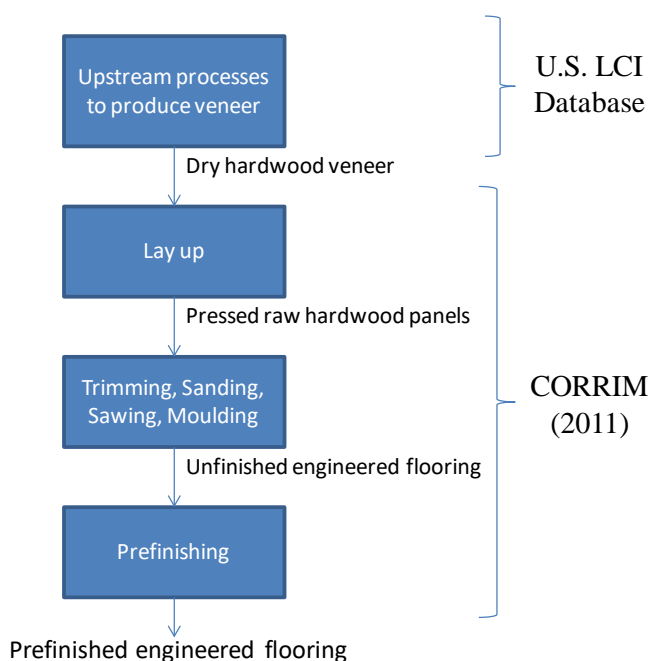 Upstream processes
to produce veneer
U.S. LCI
Database
Dry hardwood veneer
Lay up
Pressed raw hardwood panels
Trimming, Sanding,
Sawing, Moulding
CORRIM
(2011)
Unfinished engineered flooring
Prefinishing
Prefinished engineered flooring